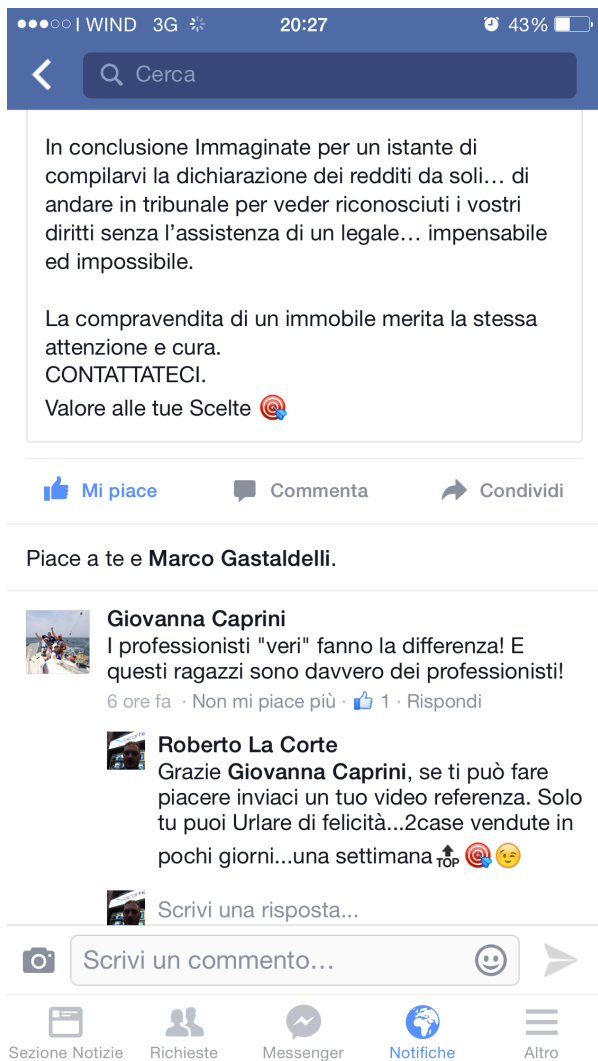 WIND 3G 20:27 43%
Cerca
In conclusione Immaginate per un istante di
compilarvi la dichiarazione dei redditi da soli… di
andare in tribunale per veder riconosciuti i vostri
diritti senza l'assistenza di un legale… impensabile
ed impossibile.
La compravendita di un immobile merita la stessa
attenzione e cura.
CONTATTATECI.
Valore alle tue Scelte
Mi piace Commenta Condividi
Piace a te e Marco Gastaldelli.
Giovanna Caprini
I professionisti "veri" fanno la differenza! E
questi ragazzi sono davvero dei professionisti!
6 ore fa · Non mi piace più · 1 · Rispondi
Roberto La Corte
Grazie Giovanna Caprini, se ti può fare
piacere inviaci un tuo video referenza. Solo
tu puoi Urlare di felicità...2case vendute in
pochi giorni...una settimana TOP
Scrivi una risposta...
Scrivi un commento...
Sezione Notizie Richieste Messenger Notifiche Altro